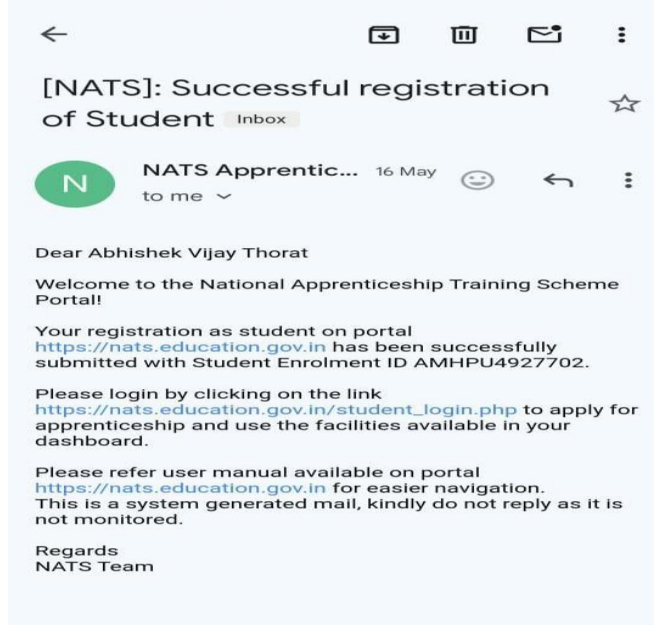 [NATS]: Successful registration
of Student Inbox
N
NATS Apprentic... 16 May
to me
Dear Abhishek Vijay Thorat
Welcome to the National Apprenticeship Training Scheme
Portal!
Your registration as student on portal
https://nats.education.gov.in has been successfully
submitted with Student Enrolment ID AMHPU4927702.
Please login by clicking on the link
https://nats.education.gov.in/student_login.php to apply for
apprenticeship and use the facilities available in your
dashboard.
Please refer user manual available on portal
https://nats.education.gov.in for easier navigation.
This is a system generated mail, kindly do not reply as it is
not monitored.
Regards
NATS Team